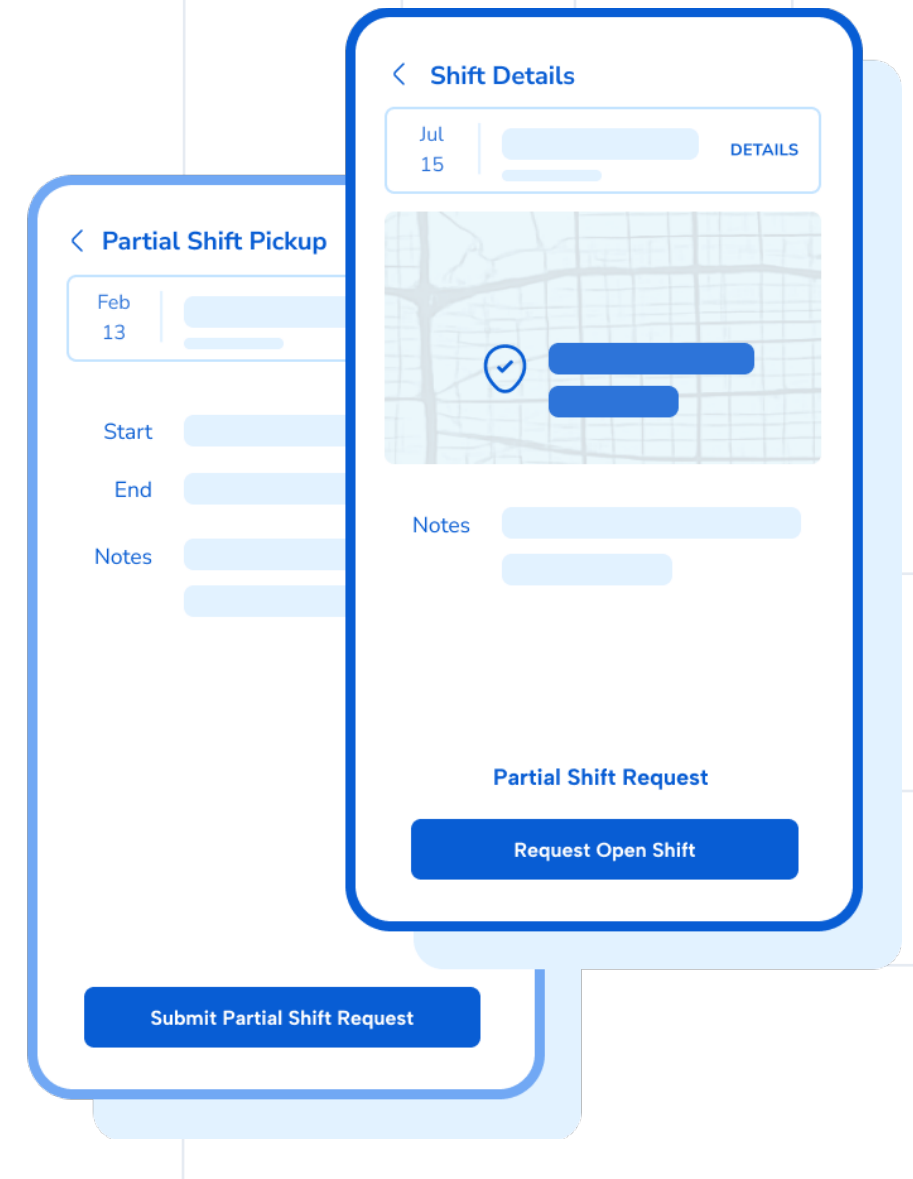 Shift Details
Jul
15
DETAILS
Notes
Partial Shift Request
Request Open Shift
Partial Shift Pickup
Feb
13
Start
End
Notes
Submit Partial Shift Request